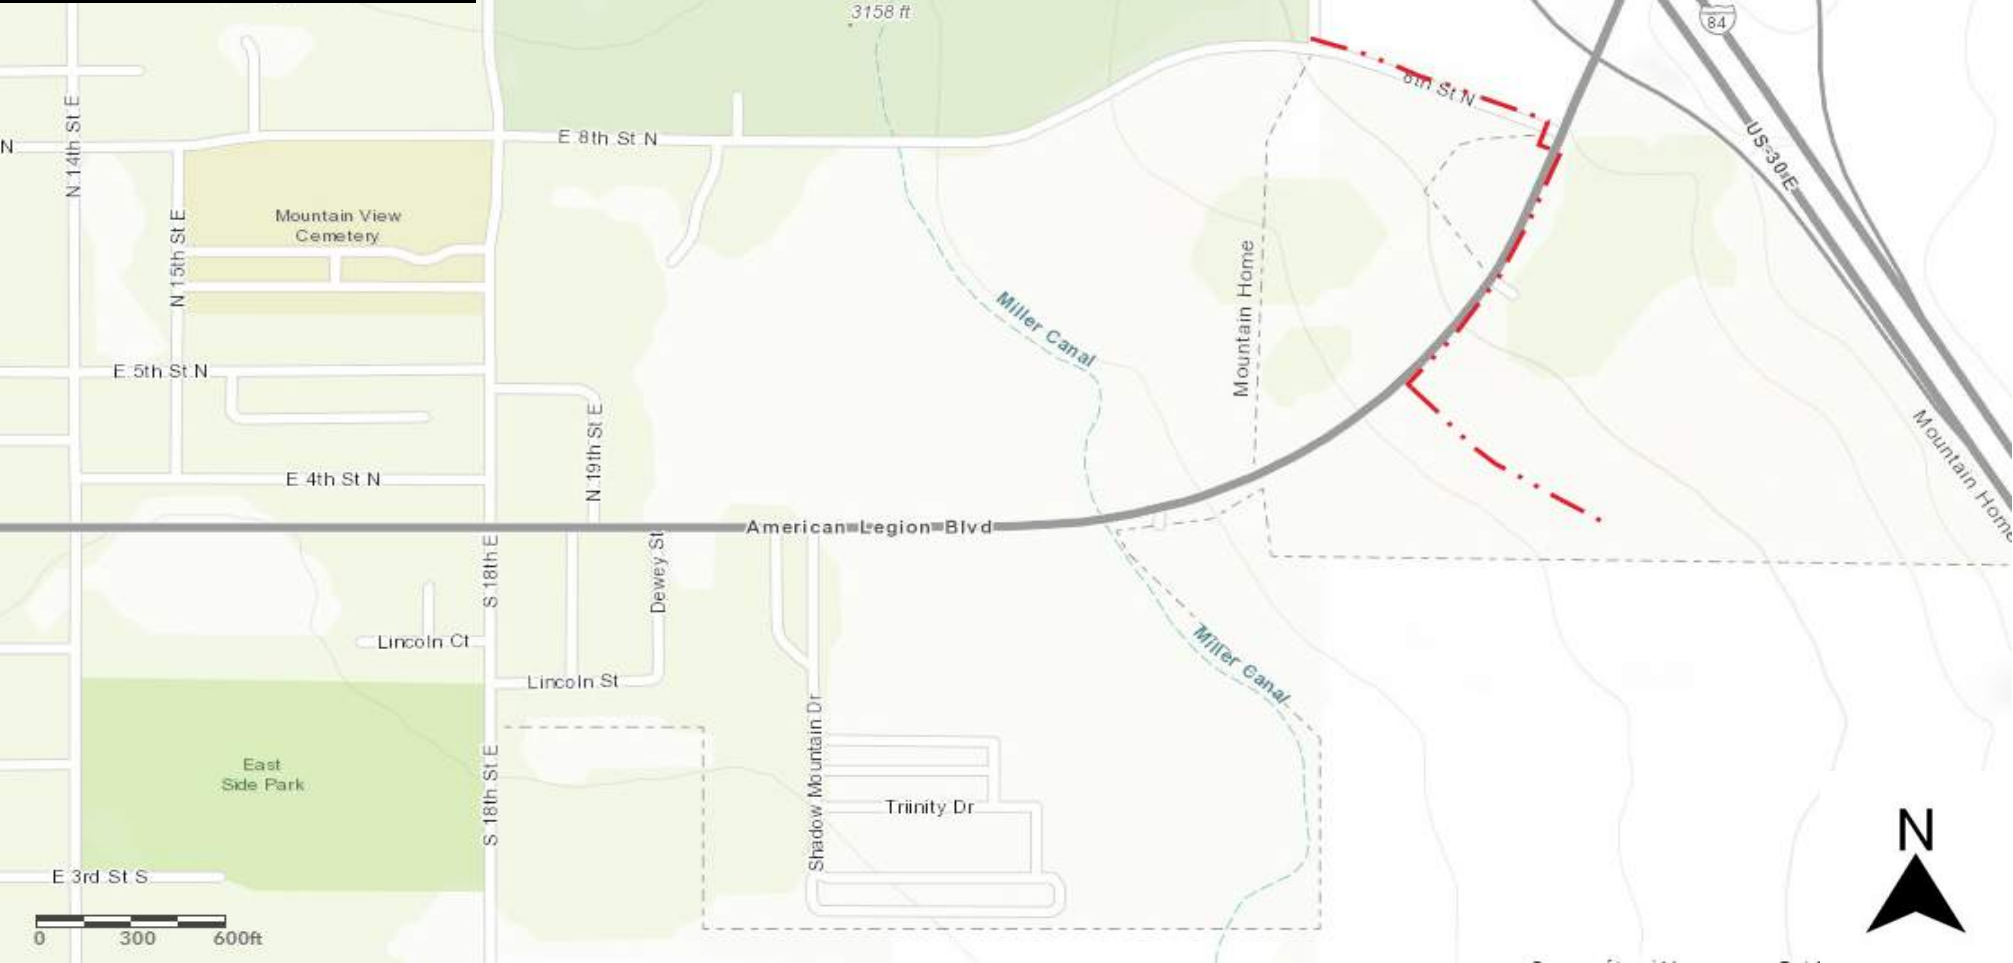 3158 ft
84
6th St N
N 14th St E
E 8th St N
N
US-30 E
Mountain View
Cemetery
N 15th St E
Mountain Home
Miller Canal
E 5th St N
N 19th St E
Mountain Home
E 4th St N
American Legion Blvd
S 18th E
Dewey St
Lincoln Ct
Miller Canal
Lincoln St
Shadow Mountain Dr
S 18th St E
East
Side Park
Triinity Dr
N
E 3rd St S
0 300 600ft